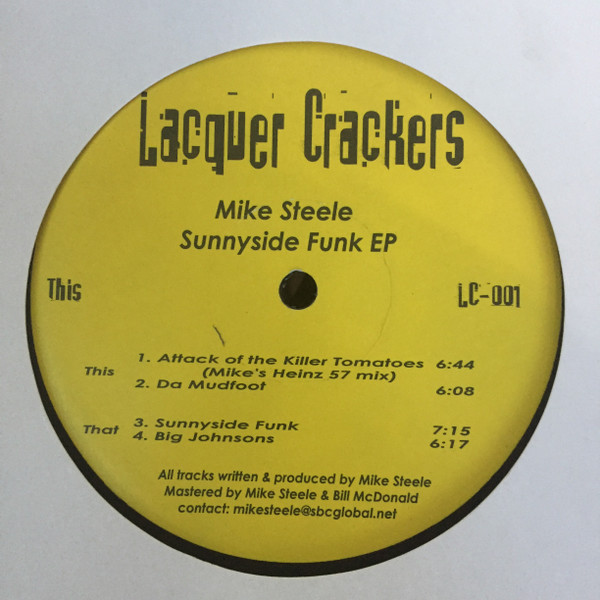 Lacquer Crackers
Mike Steele
Sunnyside Funk EP
This LC-001
1. Attack of the Killer Tomatoes 6:44
This (Mike's Heinz 57 mix)
2. Da Mudfoot 6:08
3. Sunnyside Funk 7:15
That 4. Big Johnsons 6:17
All tracks written & produced by Mike Steele
Mastered by Mike Steele & Bill McDonald
contact: mikesteele@sbcglobal.net